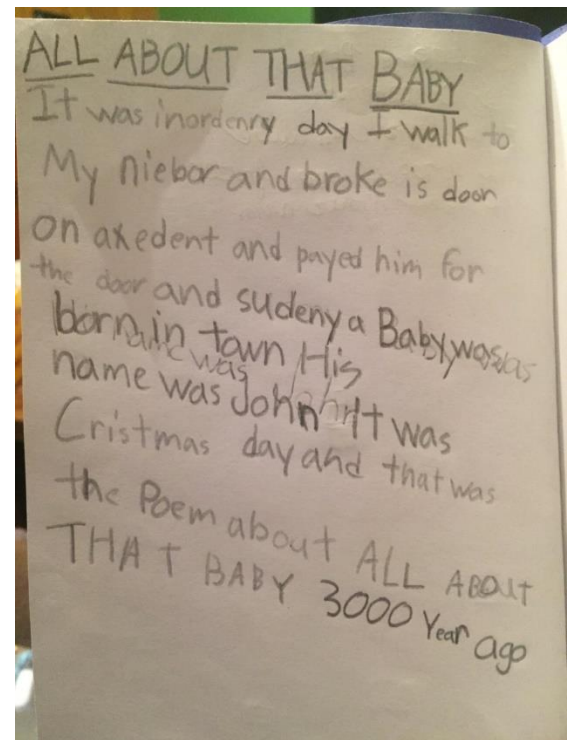 ALL ABOUT THAT BABY
It was inordenry day I walk to
My niebor and broke is door
on axedent and payed him for
the door and sudeny a Baby was
born in town His
name was John It was
Cristmas day and that was
the Poem about ALL ABOUT
THAT BABY 3000 Year ago